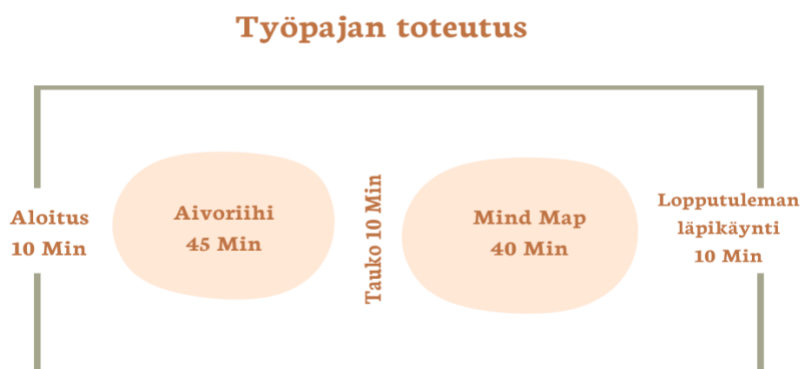 Työpajan toteutus
Aloitus
10 Min
Aivoriihi
45 Min
Tauko 10 Min
Mind Map
40 Min
Lopputuleman
läpikäynti
10 Min